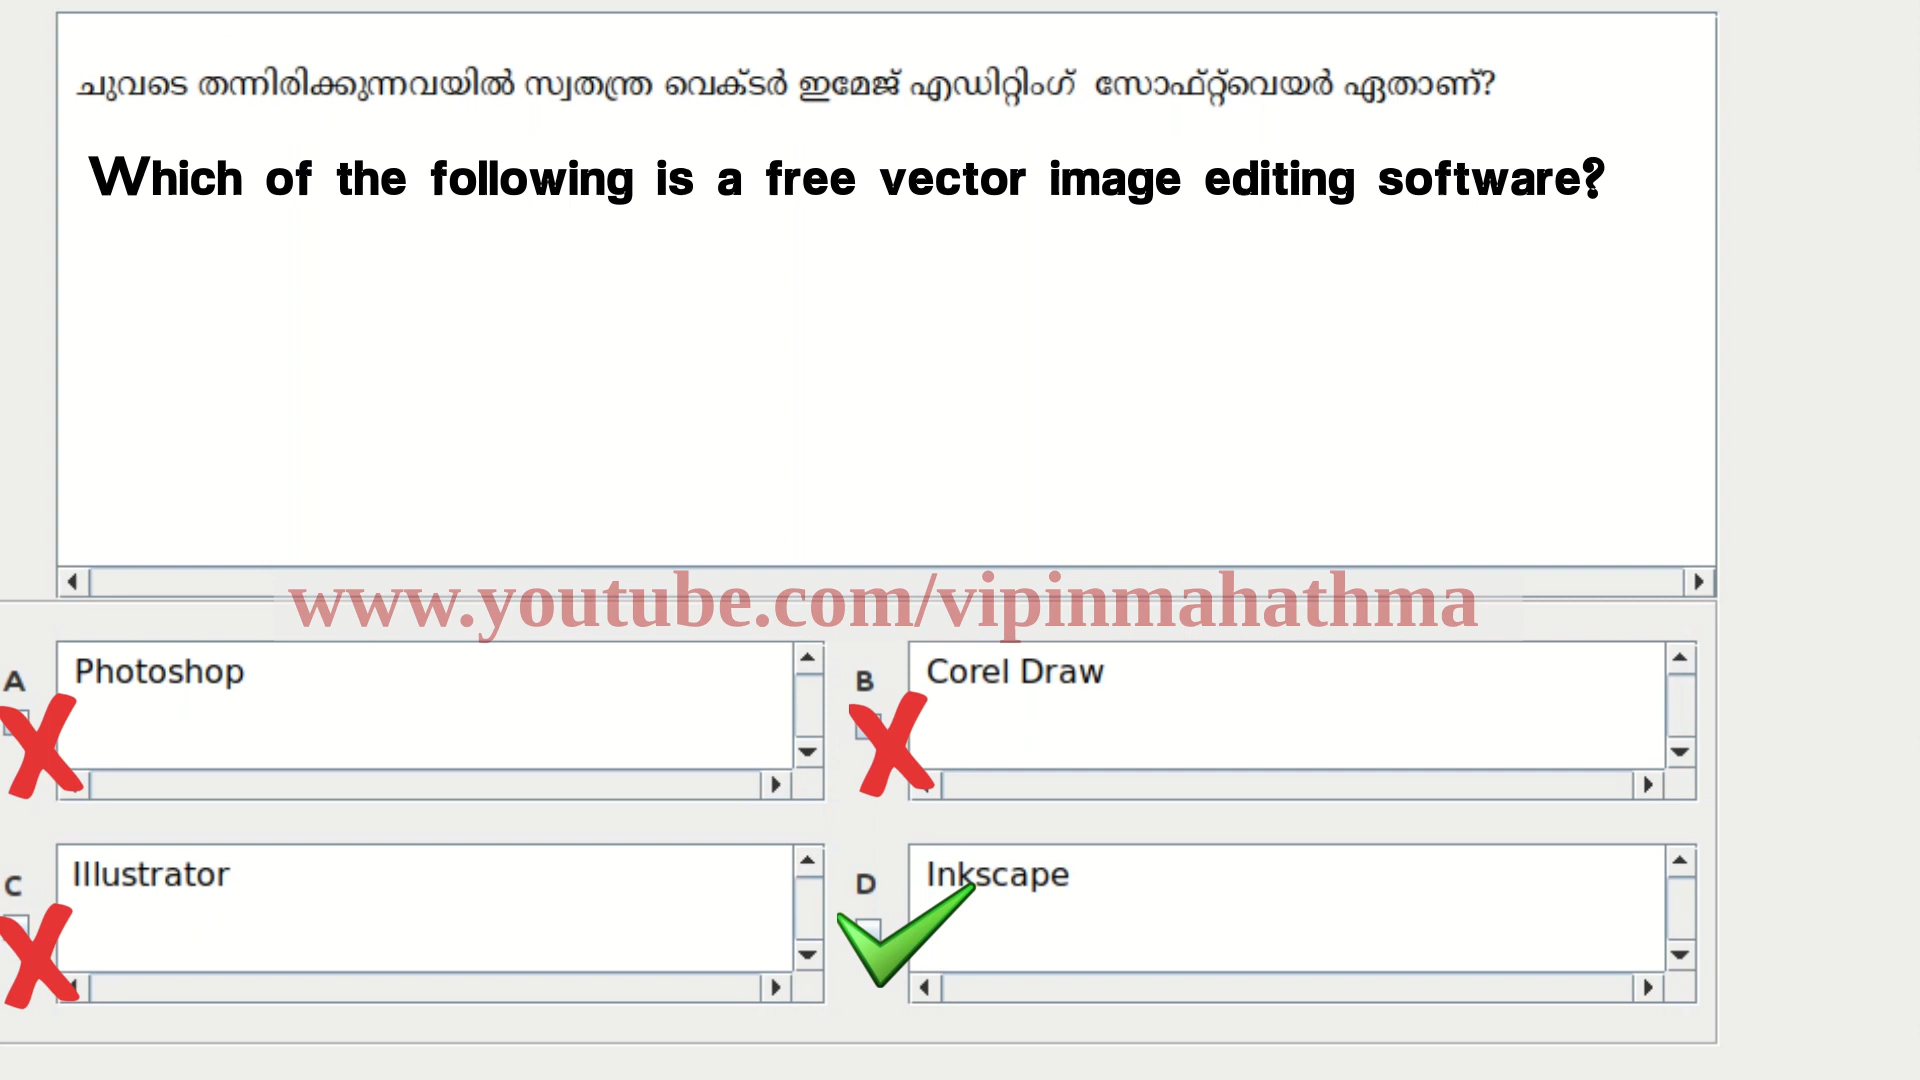 ചുവടെ തന്നിരിക്കുന്നവയിൽ സ്വതന്ത്ര വെക്ടർ ഇമേജ് എഡിറ്റിംഗ് സോഫ്റ്റ്‌വെയർ ഏതാണ്?
Which of the following is a free vector image editing software?
www.youtube.com/vipinmahathma
A Photoshop
B Corel Draw
C Illustrator
D Inkscape